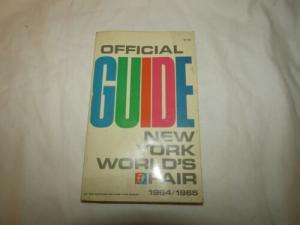 OFFICIAL
GUIDE
NEW
YORK
WORLD'S
FAIR
1964/1965